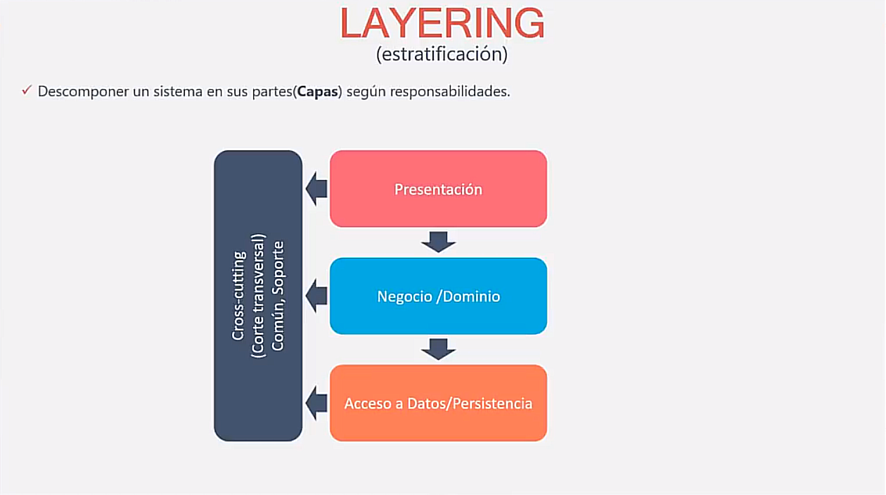 LAYERING
(estratificación)
✓ Descomponer un sistema en sus partes(Capas) según responsabilidades.
Cross-cutting
(Corte transversal)
Común, Soporte
Presentación
Negocio /Dominio
Acceso a Datos/Persistencia